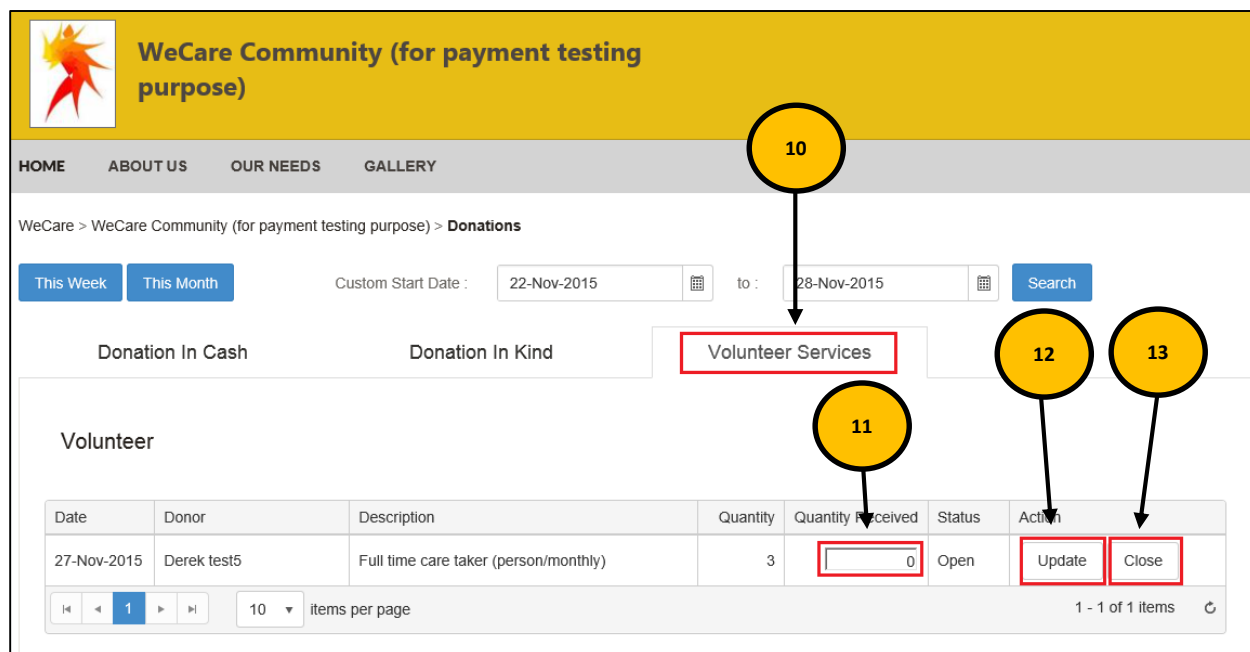 WeCare Community (for payment testing
purpose)
10
HOME ABOUT US OUR NEEDS GALLERY
WeCare > WeCare Community (for payment testing purpose) > Donations
This Week This Month Custom Start Date : 22-Nov-2015 to : 28-Nov-2015 Search
Donation In Cash Donation In Kind Volunteer Services 12 13
11
Volunteer
Date Donor Description Quantity Quantity Received Status Action
27-Nov-2015 Derek test5 Full time care taker (person/monthly) 3 0 Open Update Close
1 10 items per page 1 - 1 of 1 items